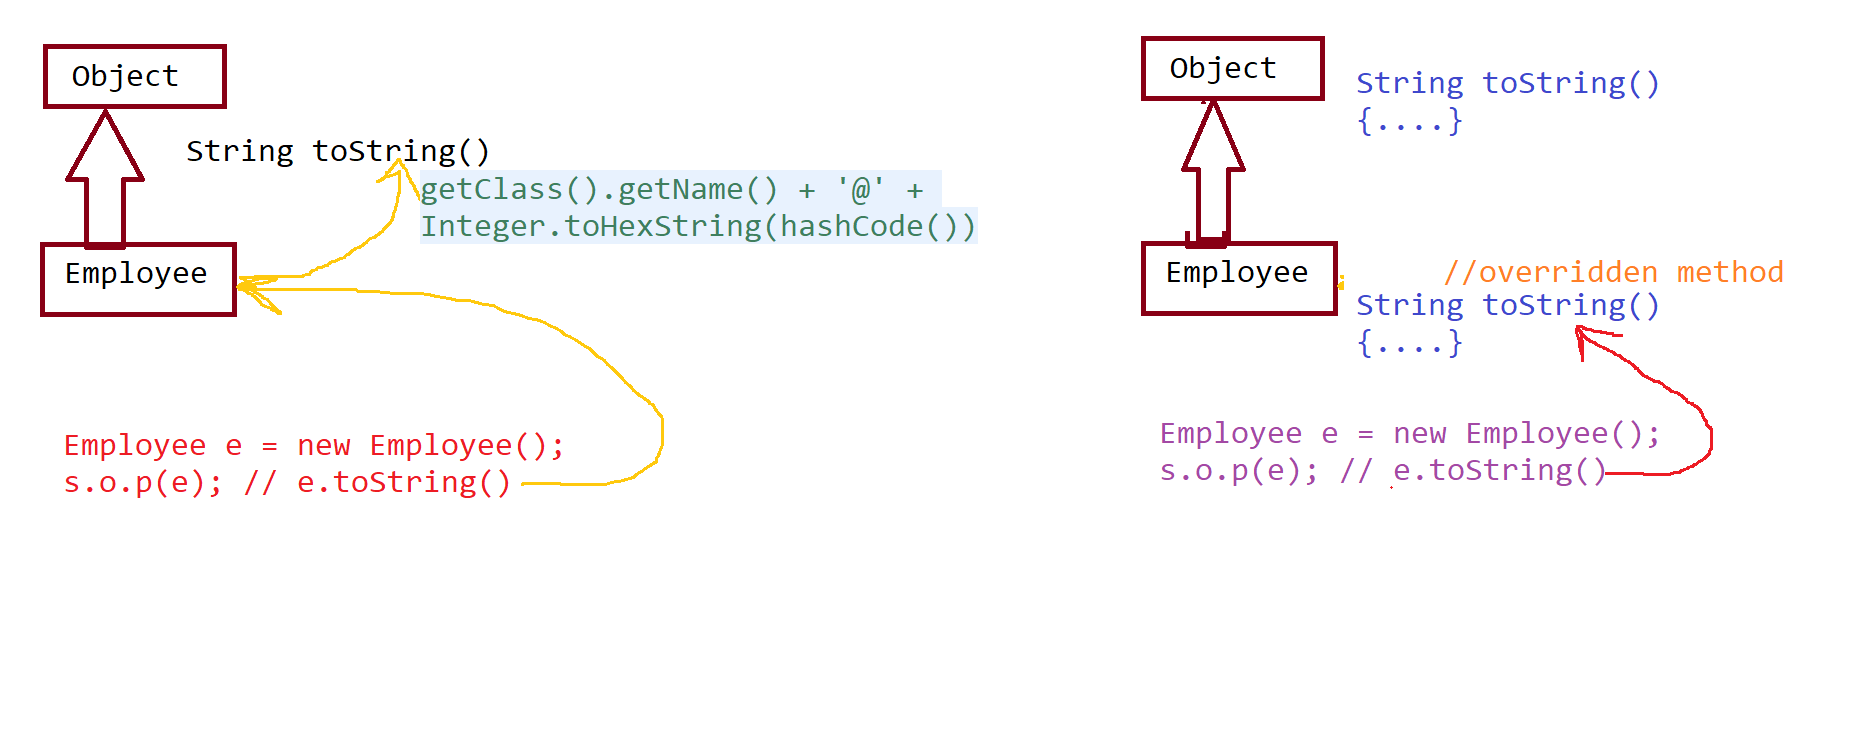 Object
String toString()
getClass().getName() + '@' +
Integer.toHexString(hashCode())
Employee
Employee e = new Employee();
s.o.p(e); // e.toString()
Object
String toString()
{....}
Employee
//overridden method
String toString()
{....}
Employee e = new Employee();
s.o.p(e); // e.toString()